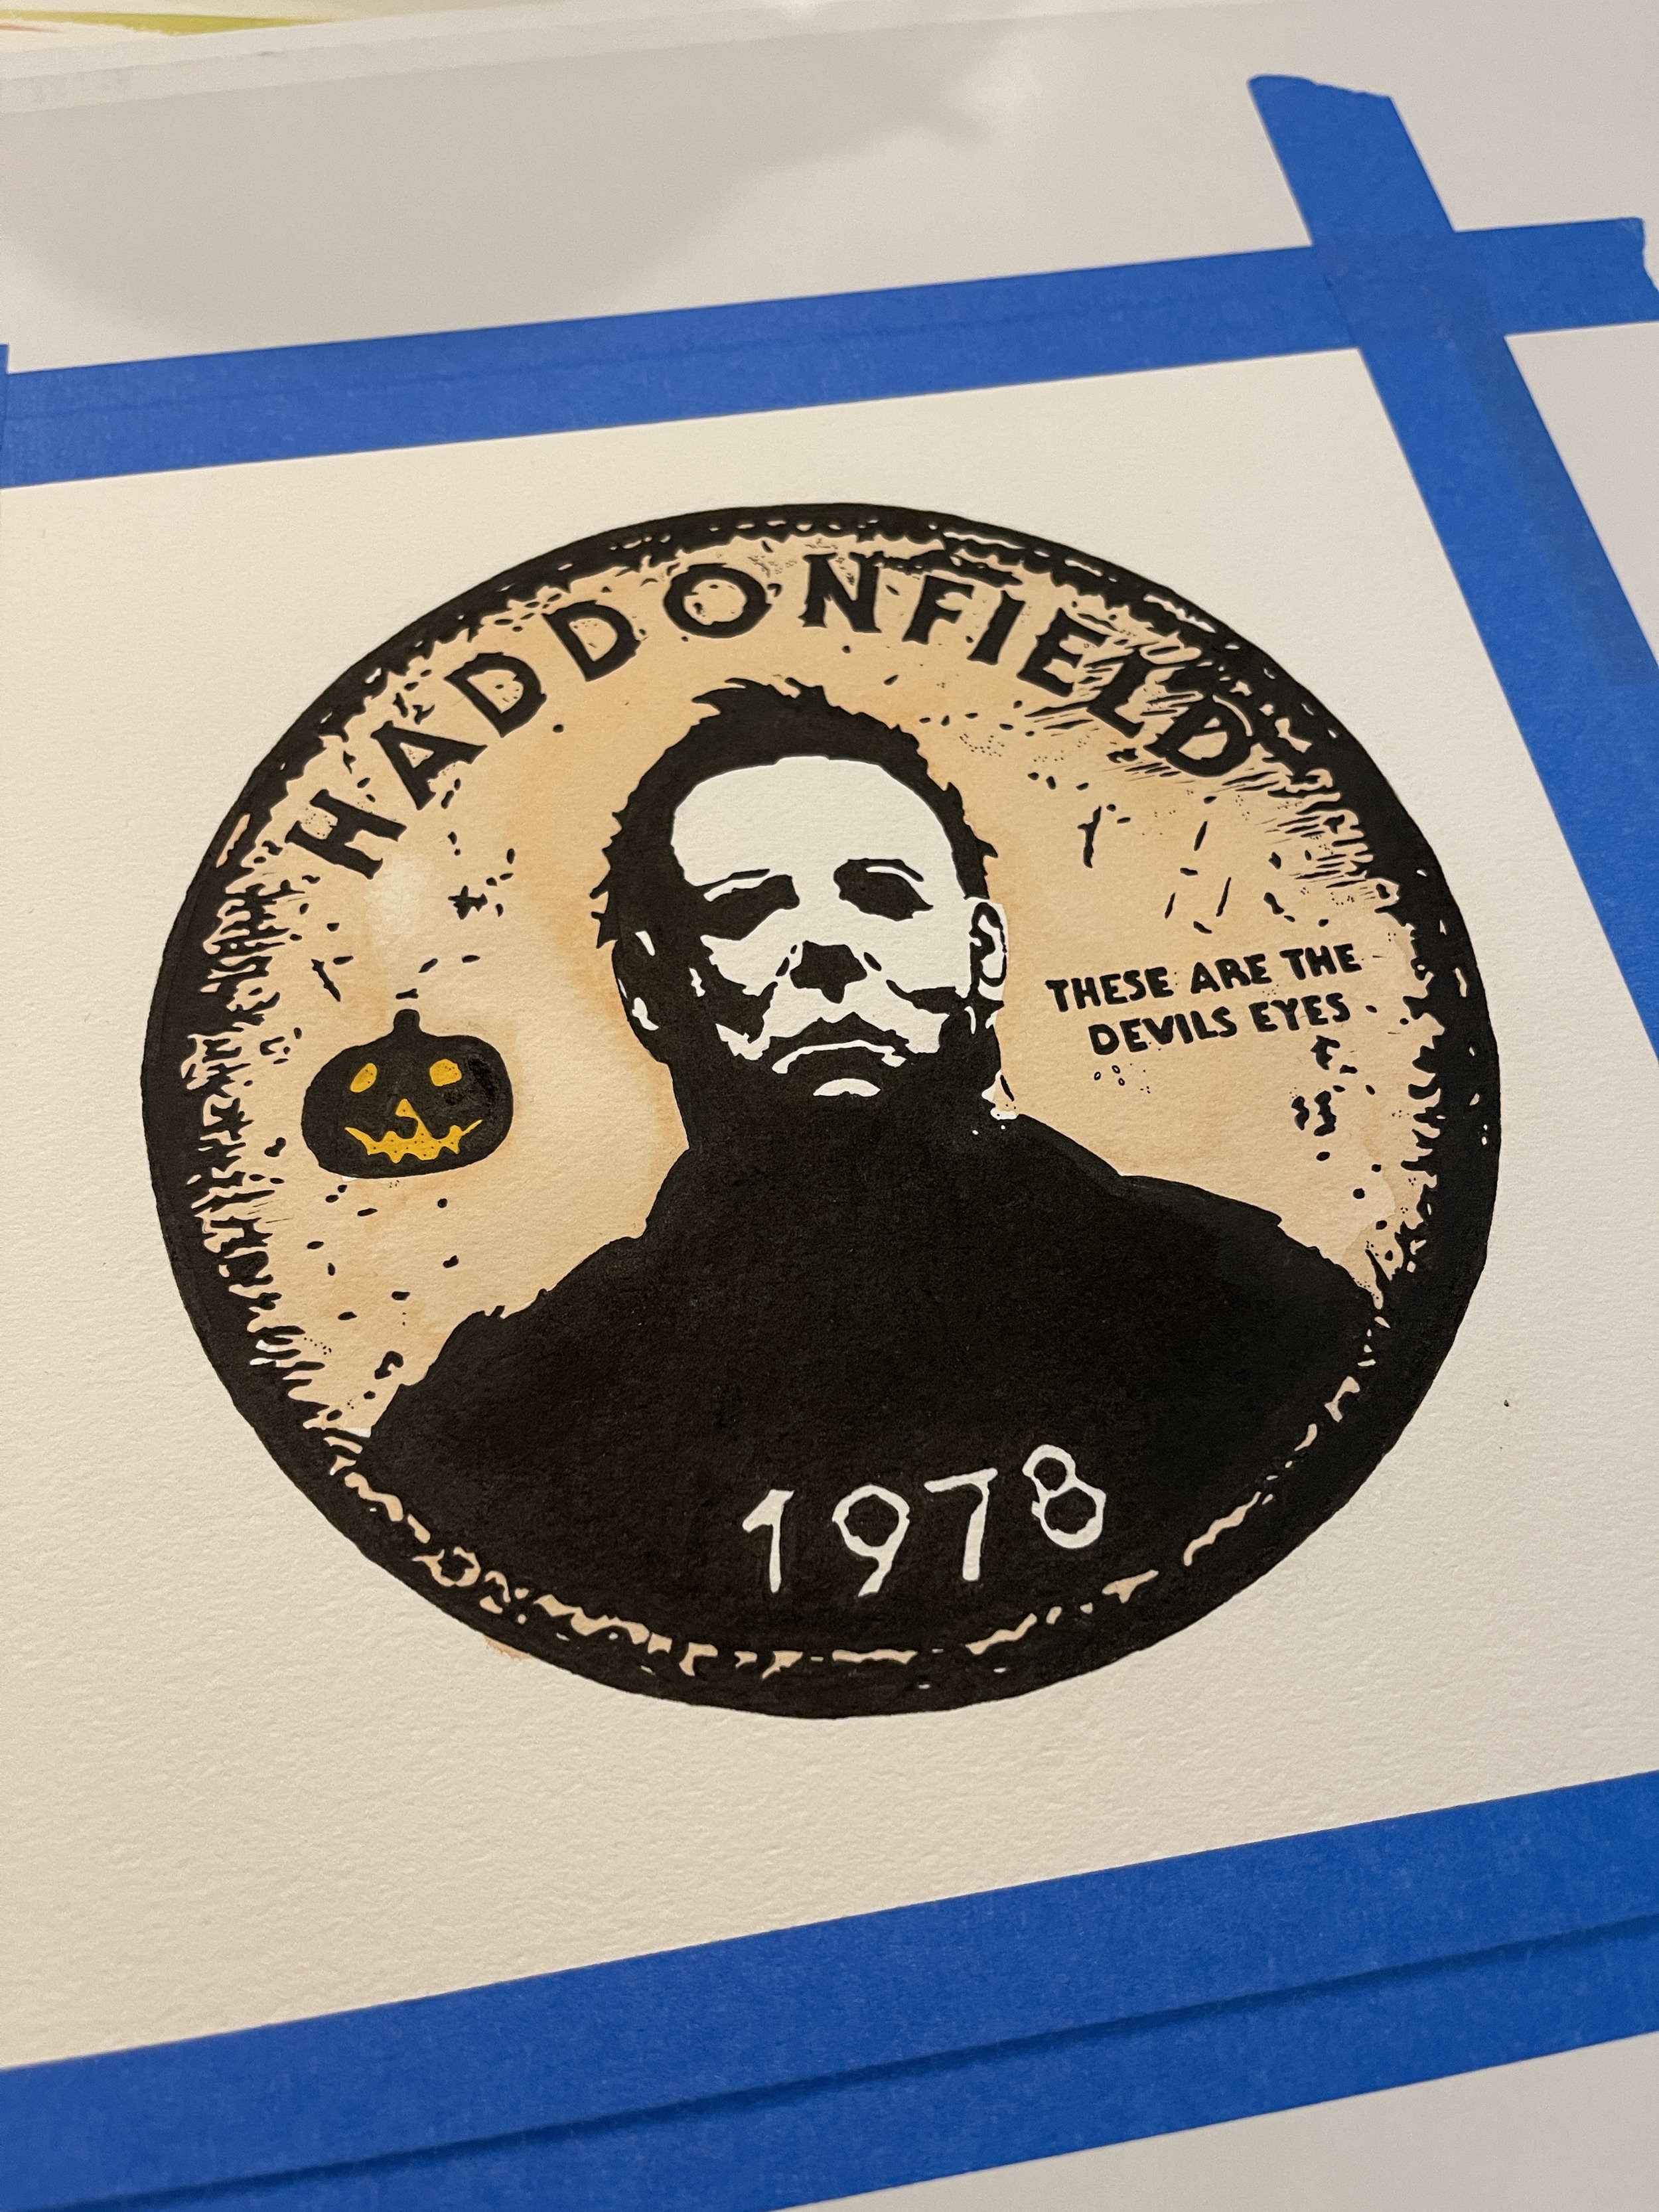 HADDONFIELD
THESE ARE THE
DEVILS EYES
1978